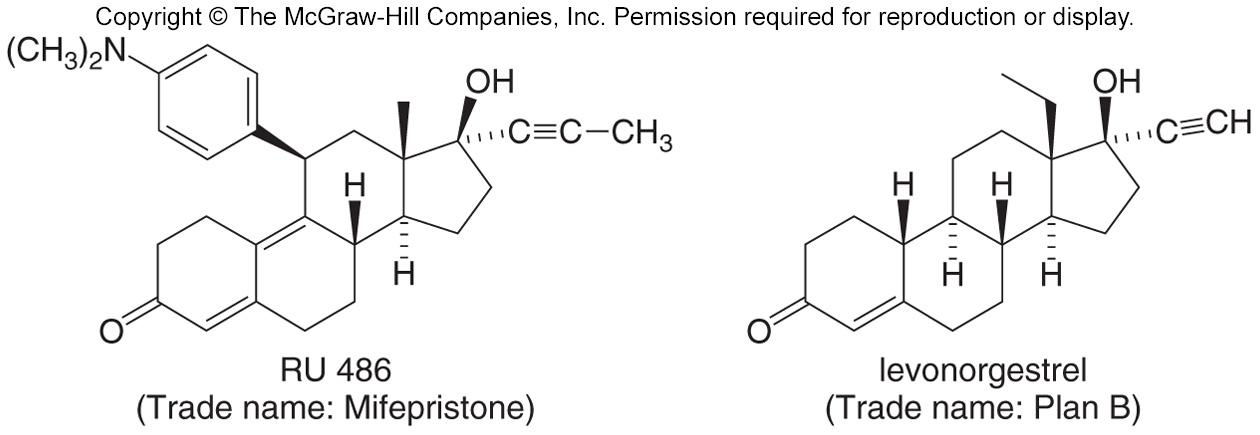 Copyright © The McGraw-Hill Companies, Inc. Permission required for reproduction or display.
(CH₃)₂N
OH
C≡C–CH₃
H
H
O
RU 486
(Trade name: Mifepristone)
OH
C≡CH
H
H
H
H
O
levonorgestrel
(Trade name: Plan B)